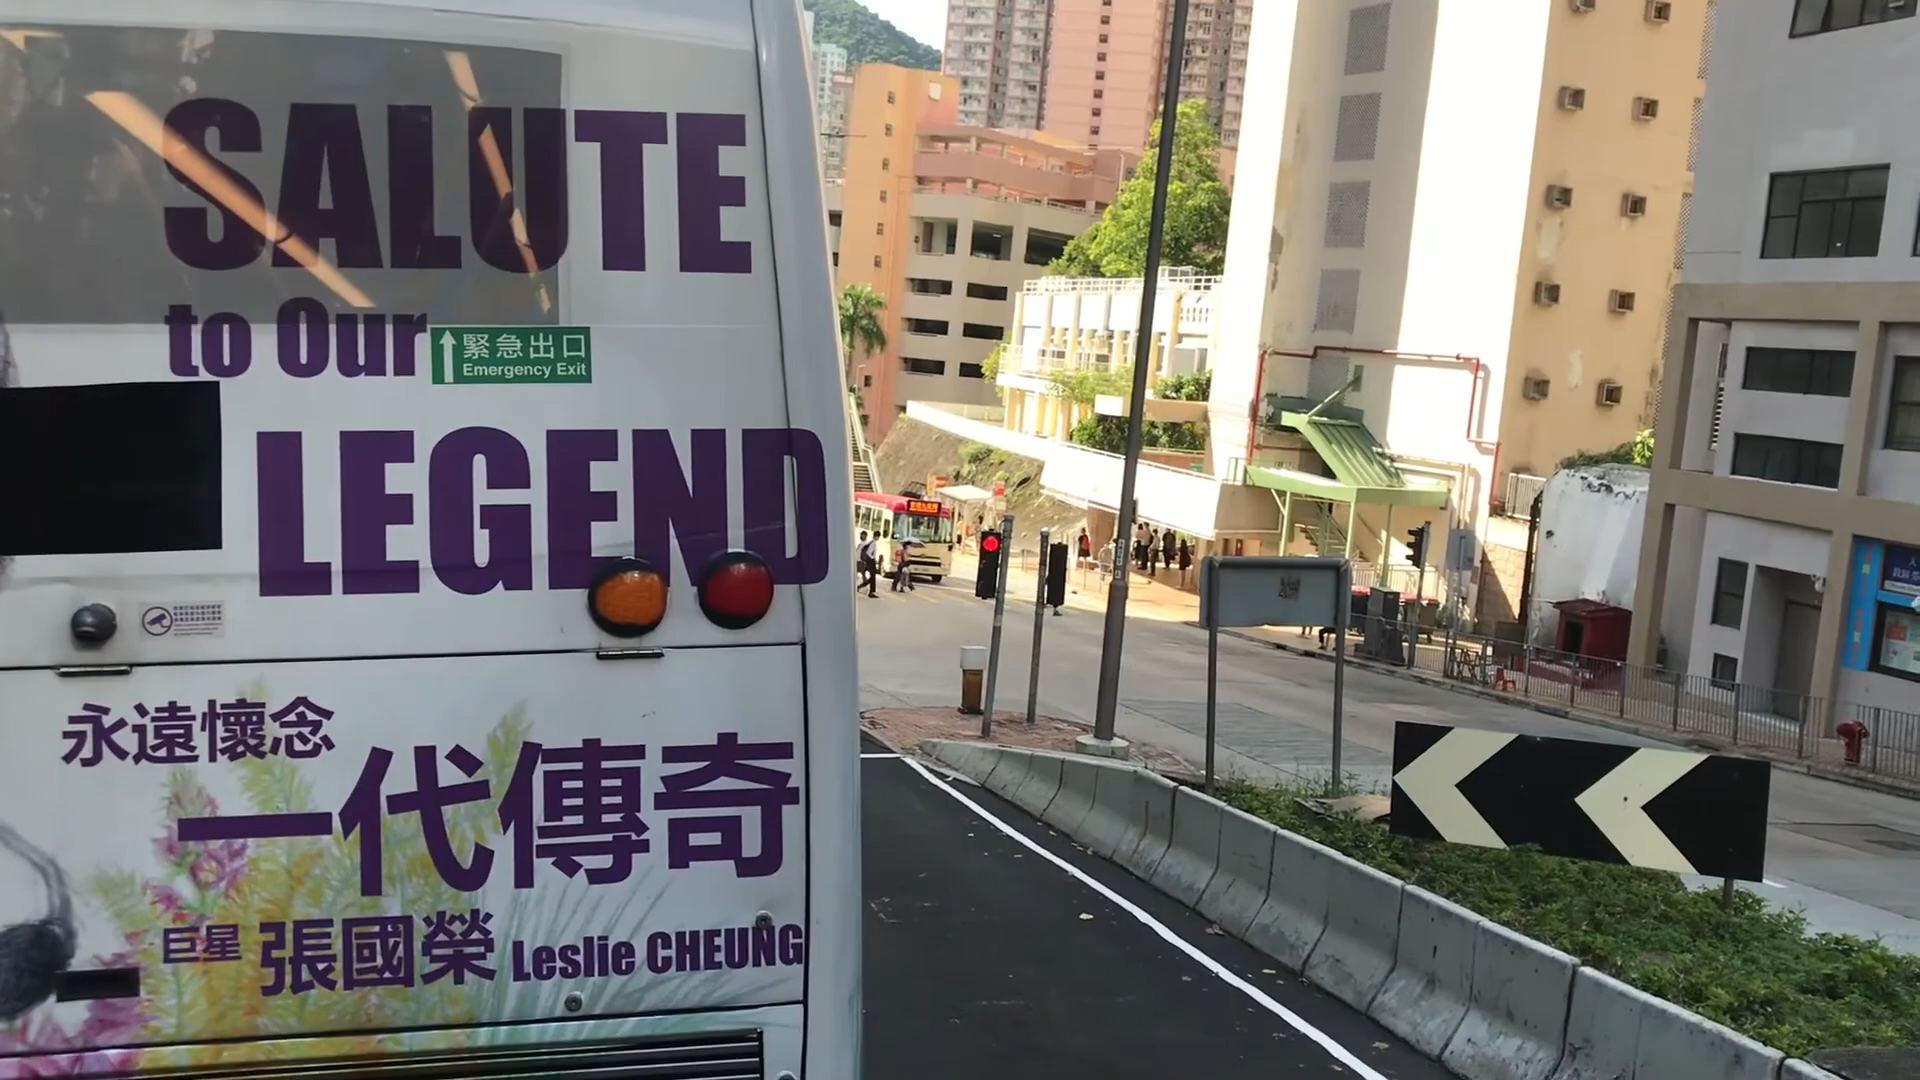 SALUTE
to Our
緊急出口
Emergency Exit
LEGEND
永遠懷念
一代傳奇
巨星 張國榮 Leslie CHEUNG